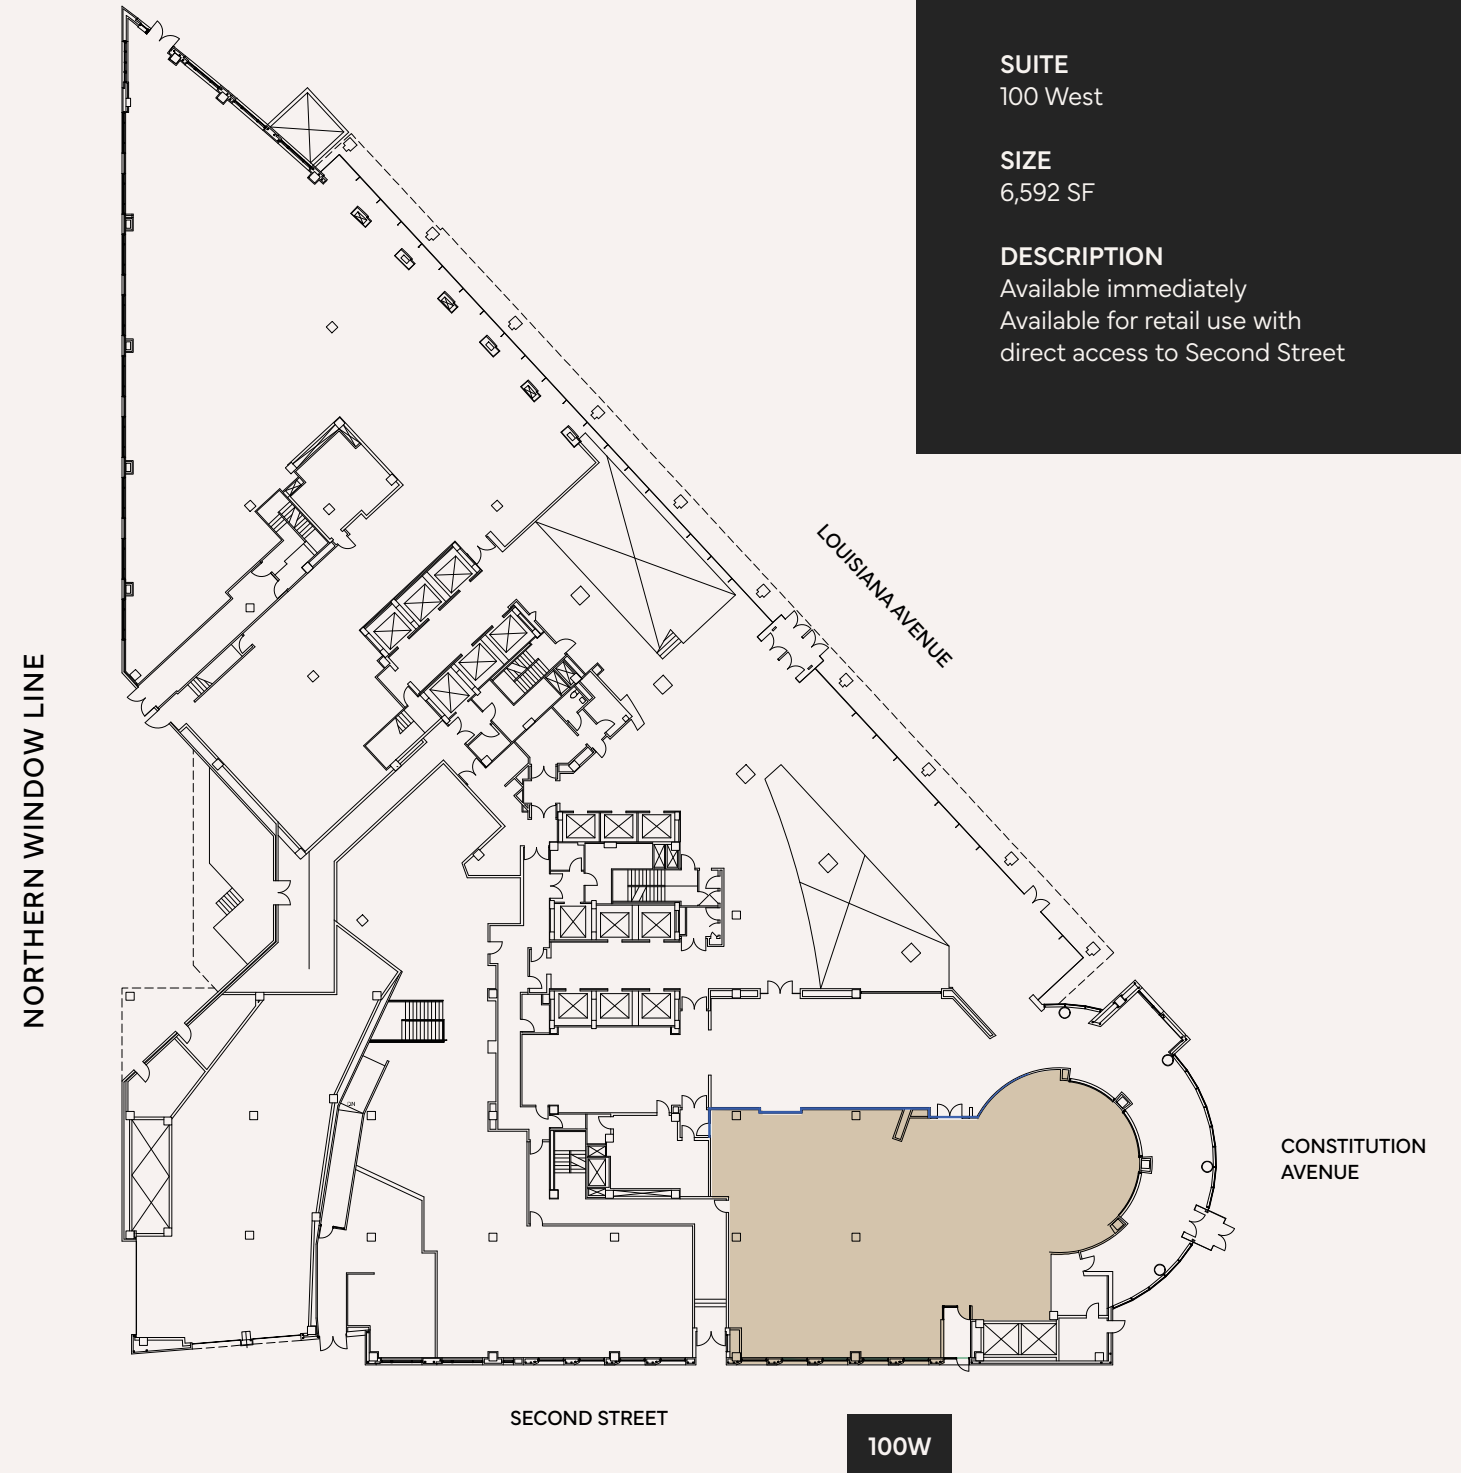 SUITE
100 West
SIZE
6,592 SF
DESCRIPTION
Available immediately
Available for retail use with
direct access to Second Street
LOUISIANA AVENUE
NORTHERN WINDOW LINE
CONSTITUTION
AVENUE
SECOND STREET
100W